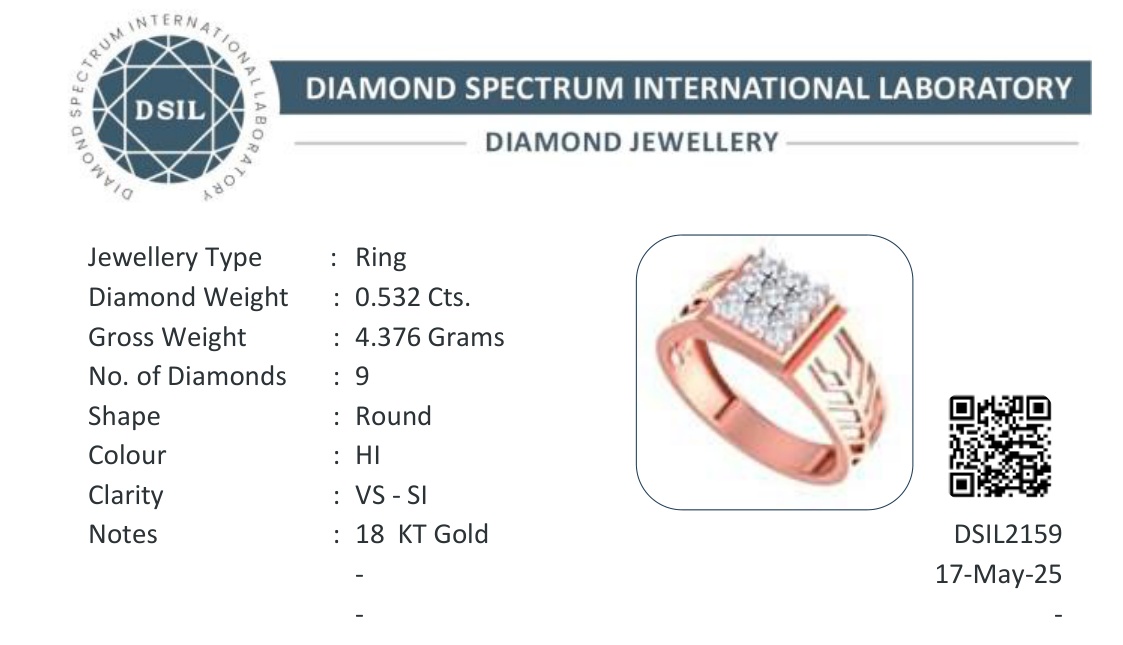 DIAMOND SPECTRUM INTERNATIONAL LABORATORY
DSIL
DIAMOND SPECTRUM INTERNATIONAL LABORATORY
DIAMOND JEWELLERY
Jewellery Type : Ring
Diamond Weight : 0.532 Cts.
Gross Weight : 4.376 Grams
No. of Diamonds : 9
Shape : Round
Colour : HI
Clarity : VS - SI
Notes : 18 KT Gold
-
-
DSIL2159
17-May-25
-